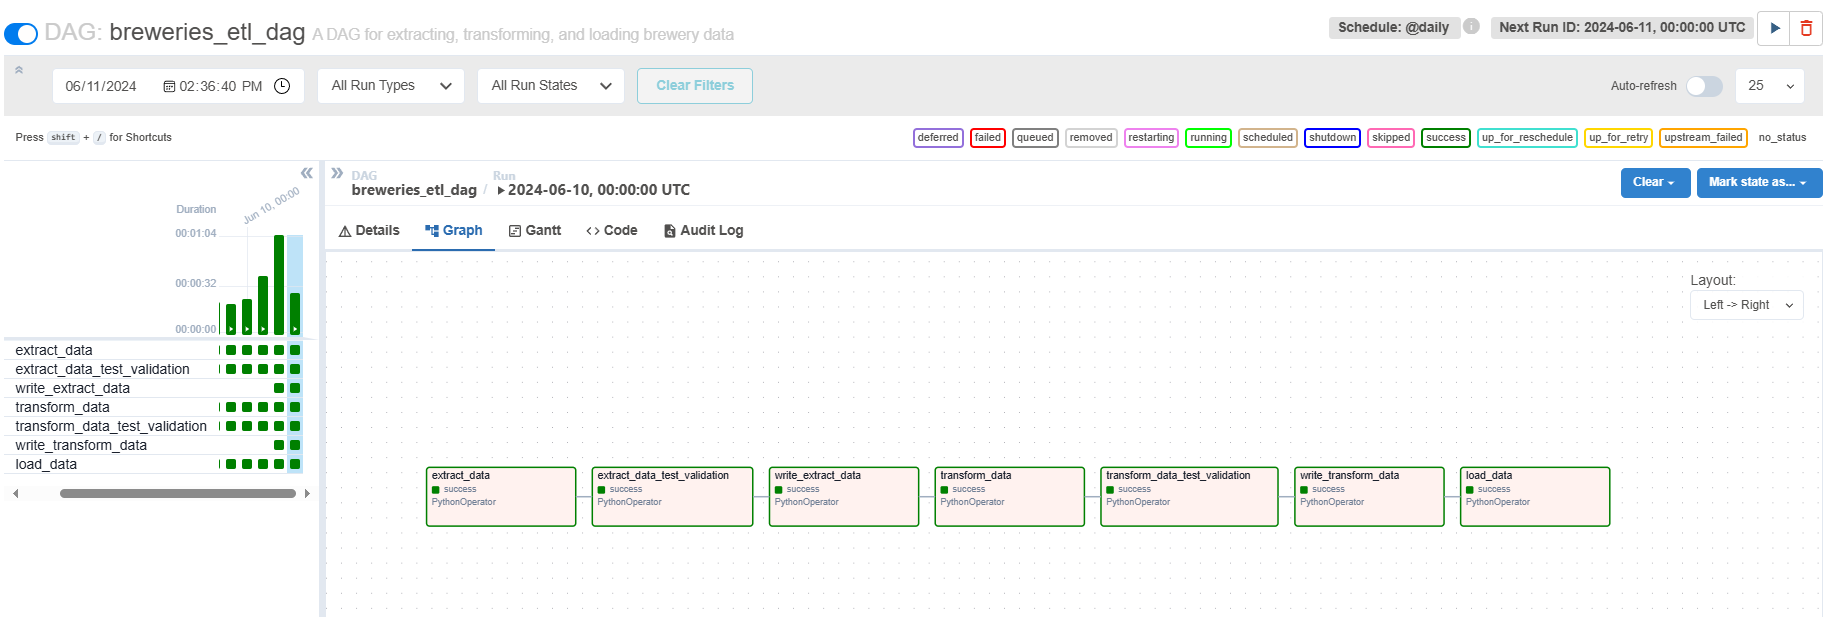 DAG: breweries_etl_dag A DAG for extracting, transforming, and loading brewery data
Schedule: @daily
Next Run ID: 2024-06-11, 00:00:00 UTC
06/11/2024 02:36:40 PM
All Run Types
All Run States
Clear Filters
Auto-refresh
25
Press shift + / for Shortcuts
deferred failed queued removed restarting running scheduled shutdown skipped success up_for_reschedule up_for_retry upstream_failed no_status
Duration
Jun 10, 00:00
00:01:04
00:00:32
00:00:00
extract_data
extract_data_test_validation
write_extract_data
transform_data
transform_data_test_validation
write_transform_data
load_data
DAG
breweries_etl_dag
/
Run
2024-06-10, 00:00:00 UTC
Clear
Mark state as...
Details
Graph
Gantt
Code
Audit Log
Layout:
Left -> Right
extract_data
success
PythonOperator
extract_data_test_validation
success
PythonOperator
write_extract_data
success
PythonOperator
transform_data
success
PythonOperator
transform_data_test_validation
success
PythonOperator
write_transform_data
success
PythonOperator
load_data
success
PythonOperator